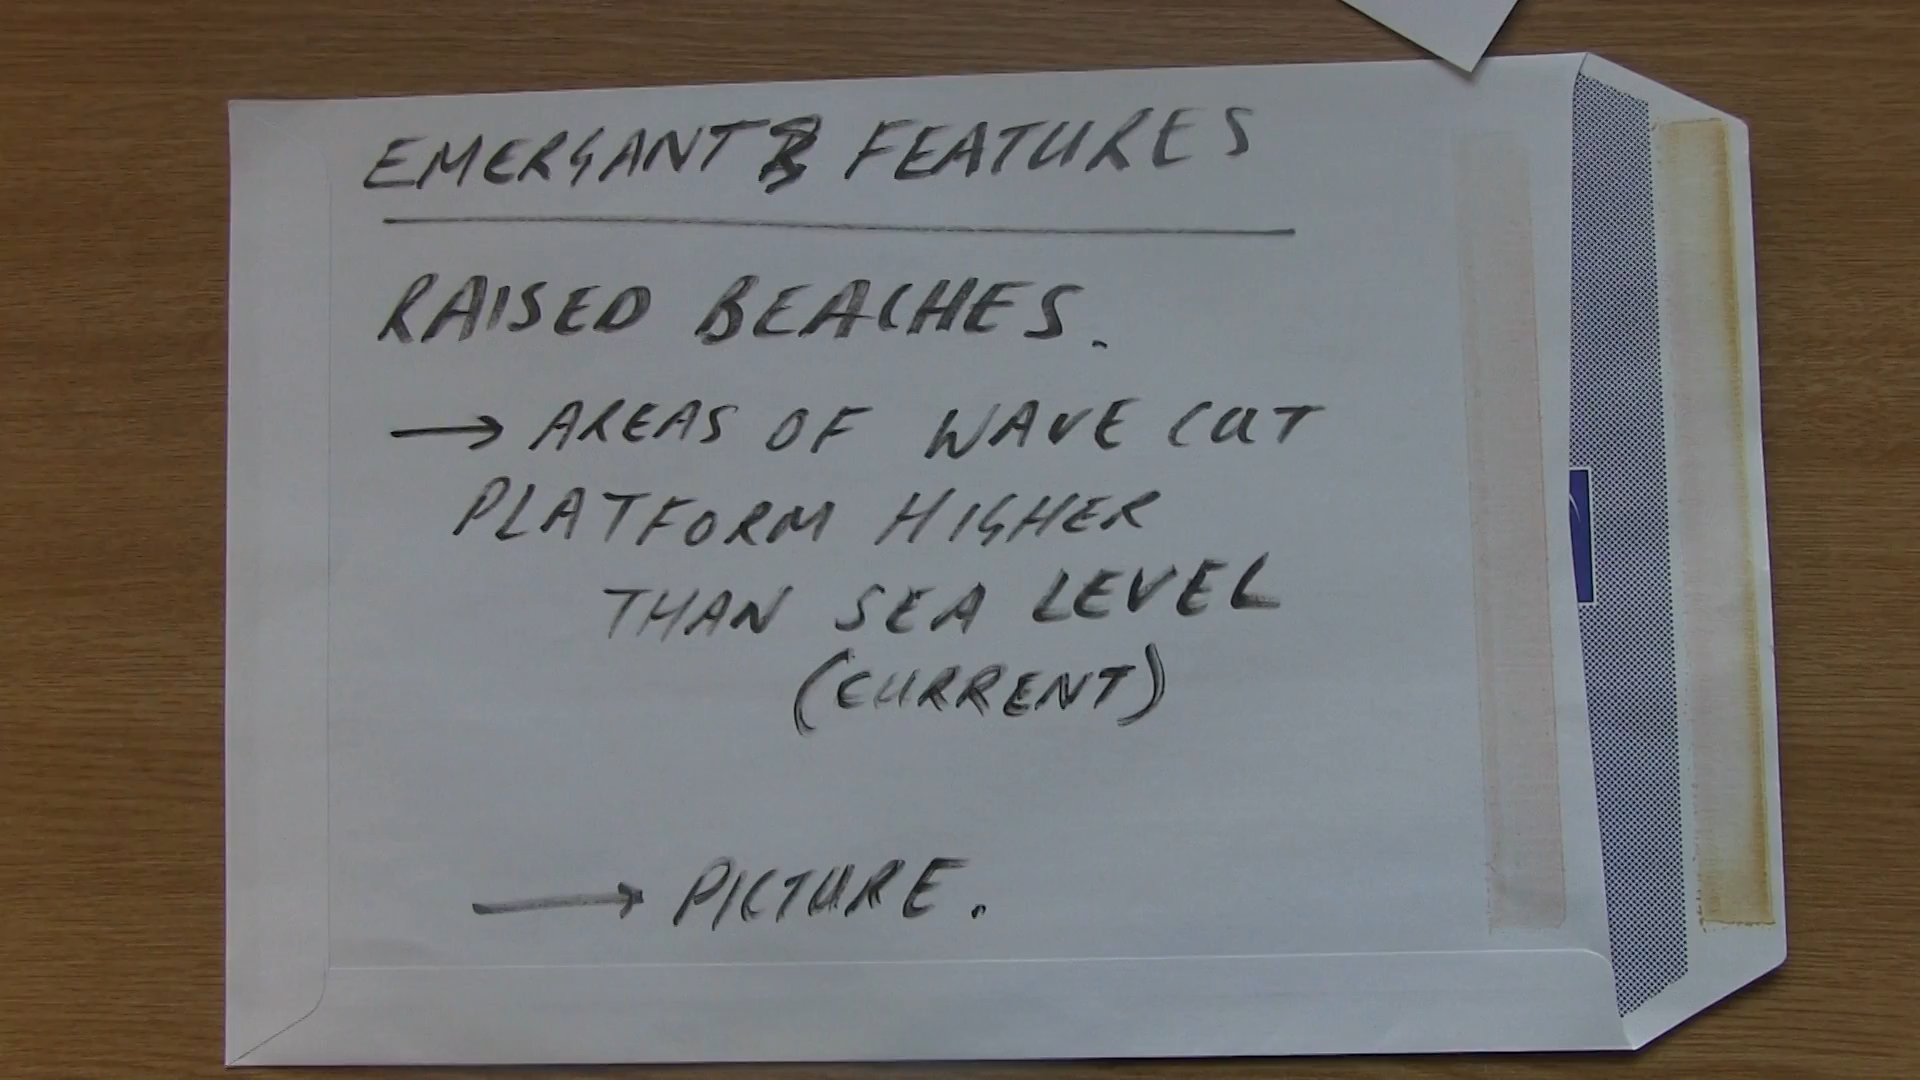 EMERGANT FEATURES
RAISED BEACHES.
→ AREAS OF WAVE CUT
PLATFORM HIGHER
THAN SEA LEVEL
(CURRENT)
→ PICTURE.